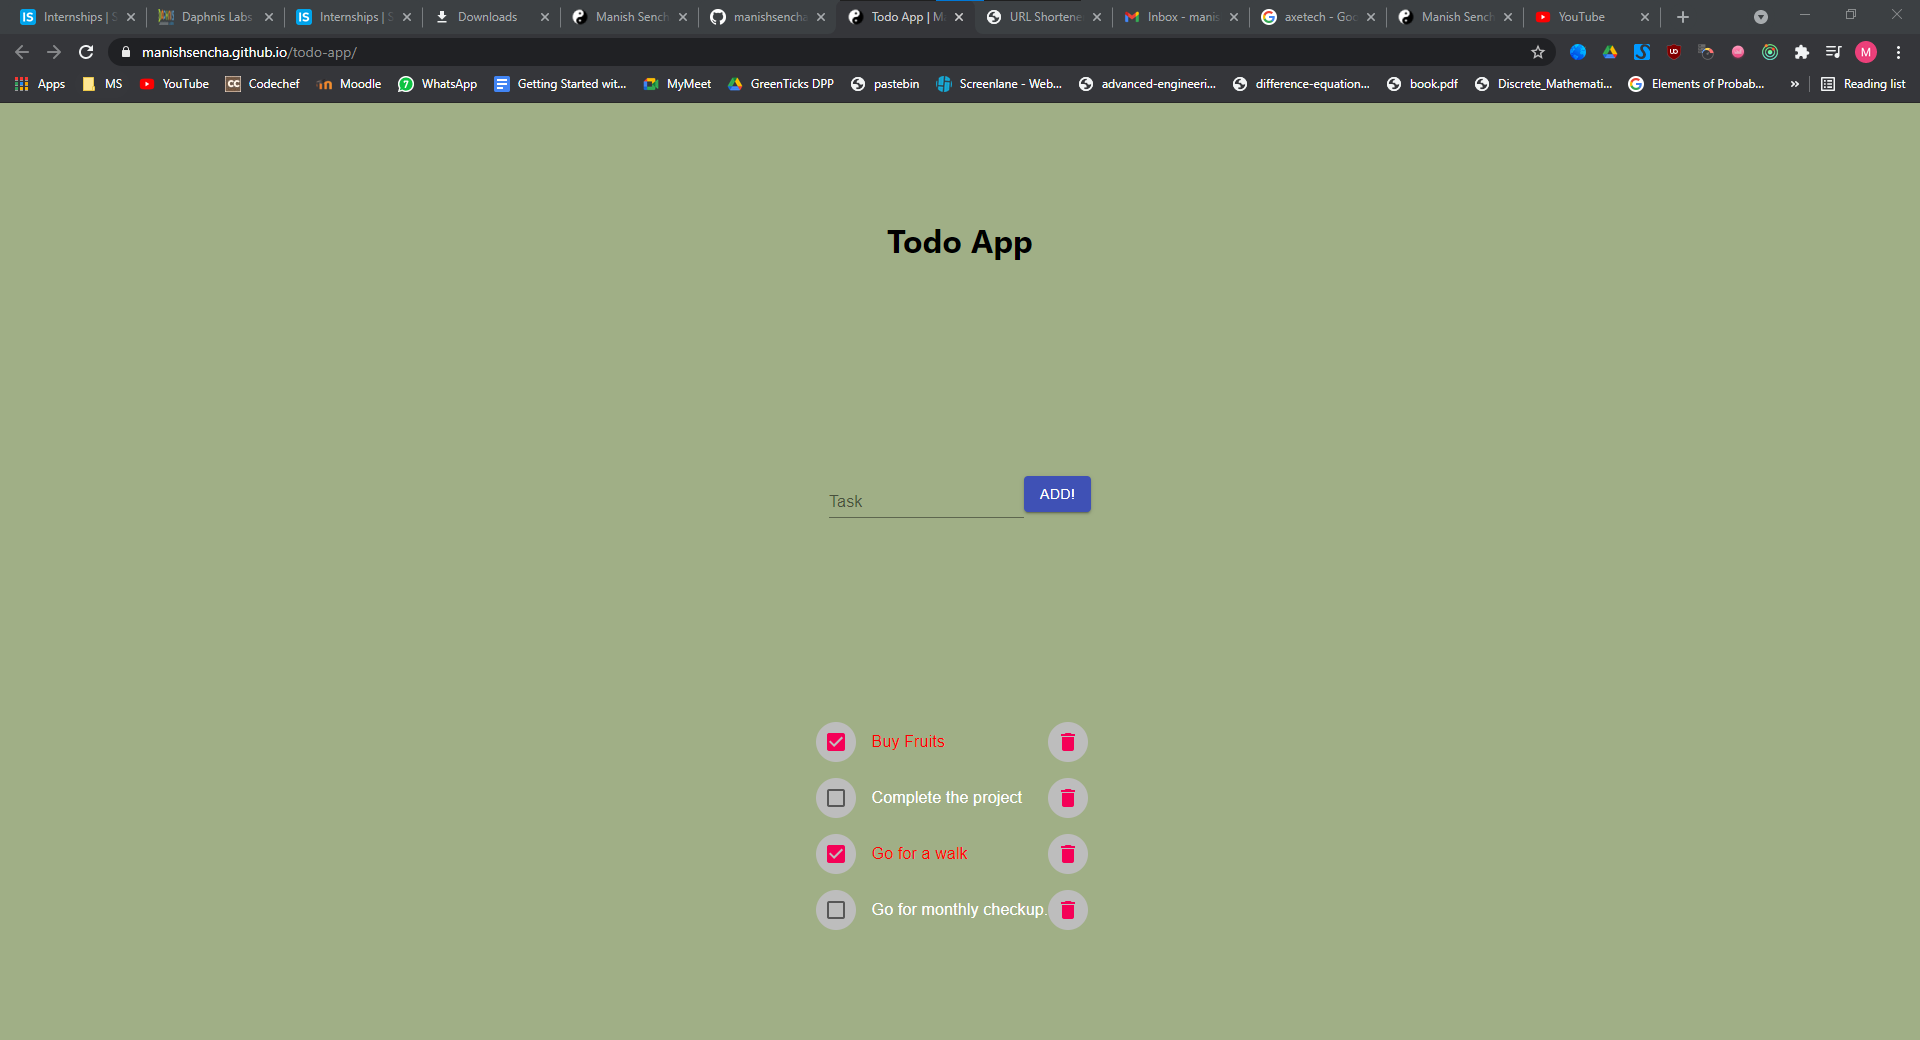 Internships | S
Daphnis Labs
Internships | S
Downloads
Manish Sench
manishsencha
Todo App | M
URL Shortene
Inbox - manis
axetech - Goo
Manish Sench
YouTube
manishsencha.github.io/todo-app/
M
Apps
MS
YouTube
CC Codechef
Moodle
WhatsApp
Getting Started wit...
MyMeet
GreenTicks DPP
pastebin
Screenlane - Web...
advanced-engineeri...
difference-equation...
book.pdf
Discrete_Mathemati...
Elements of Probab...
»
Reading list
Todo App
Task
ADD!
Buy Fruits
Complete the project
Go for a walk
Go for monthly checkup.